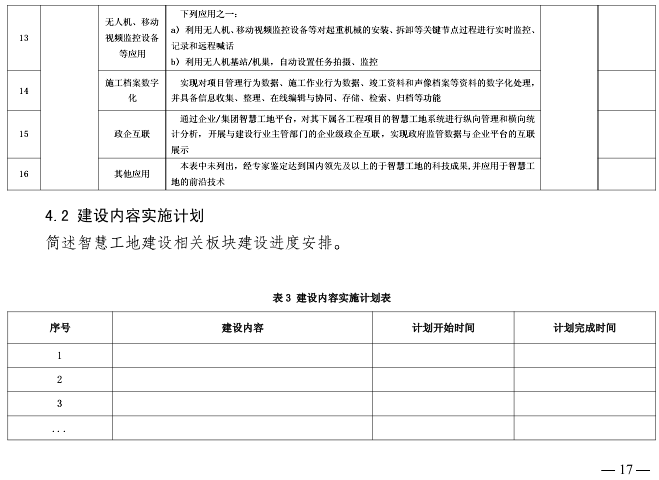 13
无人机、移动
视频监控设备
等应用
下列应用之一：
a）利用无人机、移动视频监控设备等对起重机械的安装、拆卸等关键节点过程进行实时监控、
记录和远程喊话
b）利用无人机基站/机巢，自动设置任务拍摄、监控
14
施工档案数字
化
实现对项目管理行为数据、施工作业行为数据、竣工资料和声像档案等资料的数字化处理，
并具备信息收集、整理、在线编辑与协同、存储、检索、归档等功能
15
政企互联
通过企业/集团智慧工地平台，对其下属各工程项目的智慧工地系统进行纵向管理和横向统
计分析，开展与建设行业主管部门的企业级政企互联，实现政府监管数据与企业平台的互联
展示
16
其他应用
本表中未列出，经专家鉴定达到国内领先及以上的于智慧工地的科技成果,并应用于智慧工
地的前沿技术
4.2 建设内容实施计划
简述智慧工地建设相关板块建设进度安排。
表 3 建设内容实施计划表
序号 建设内容 计划开始时间 计划完成时间
1
2
3
...
— 17 —